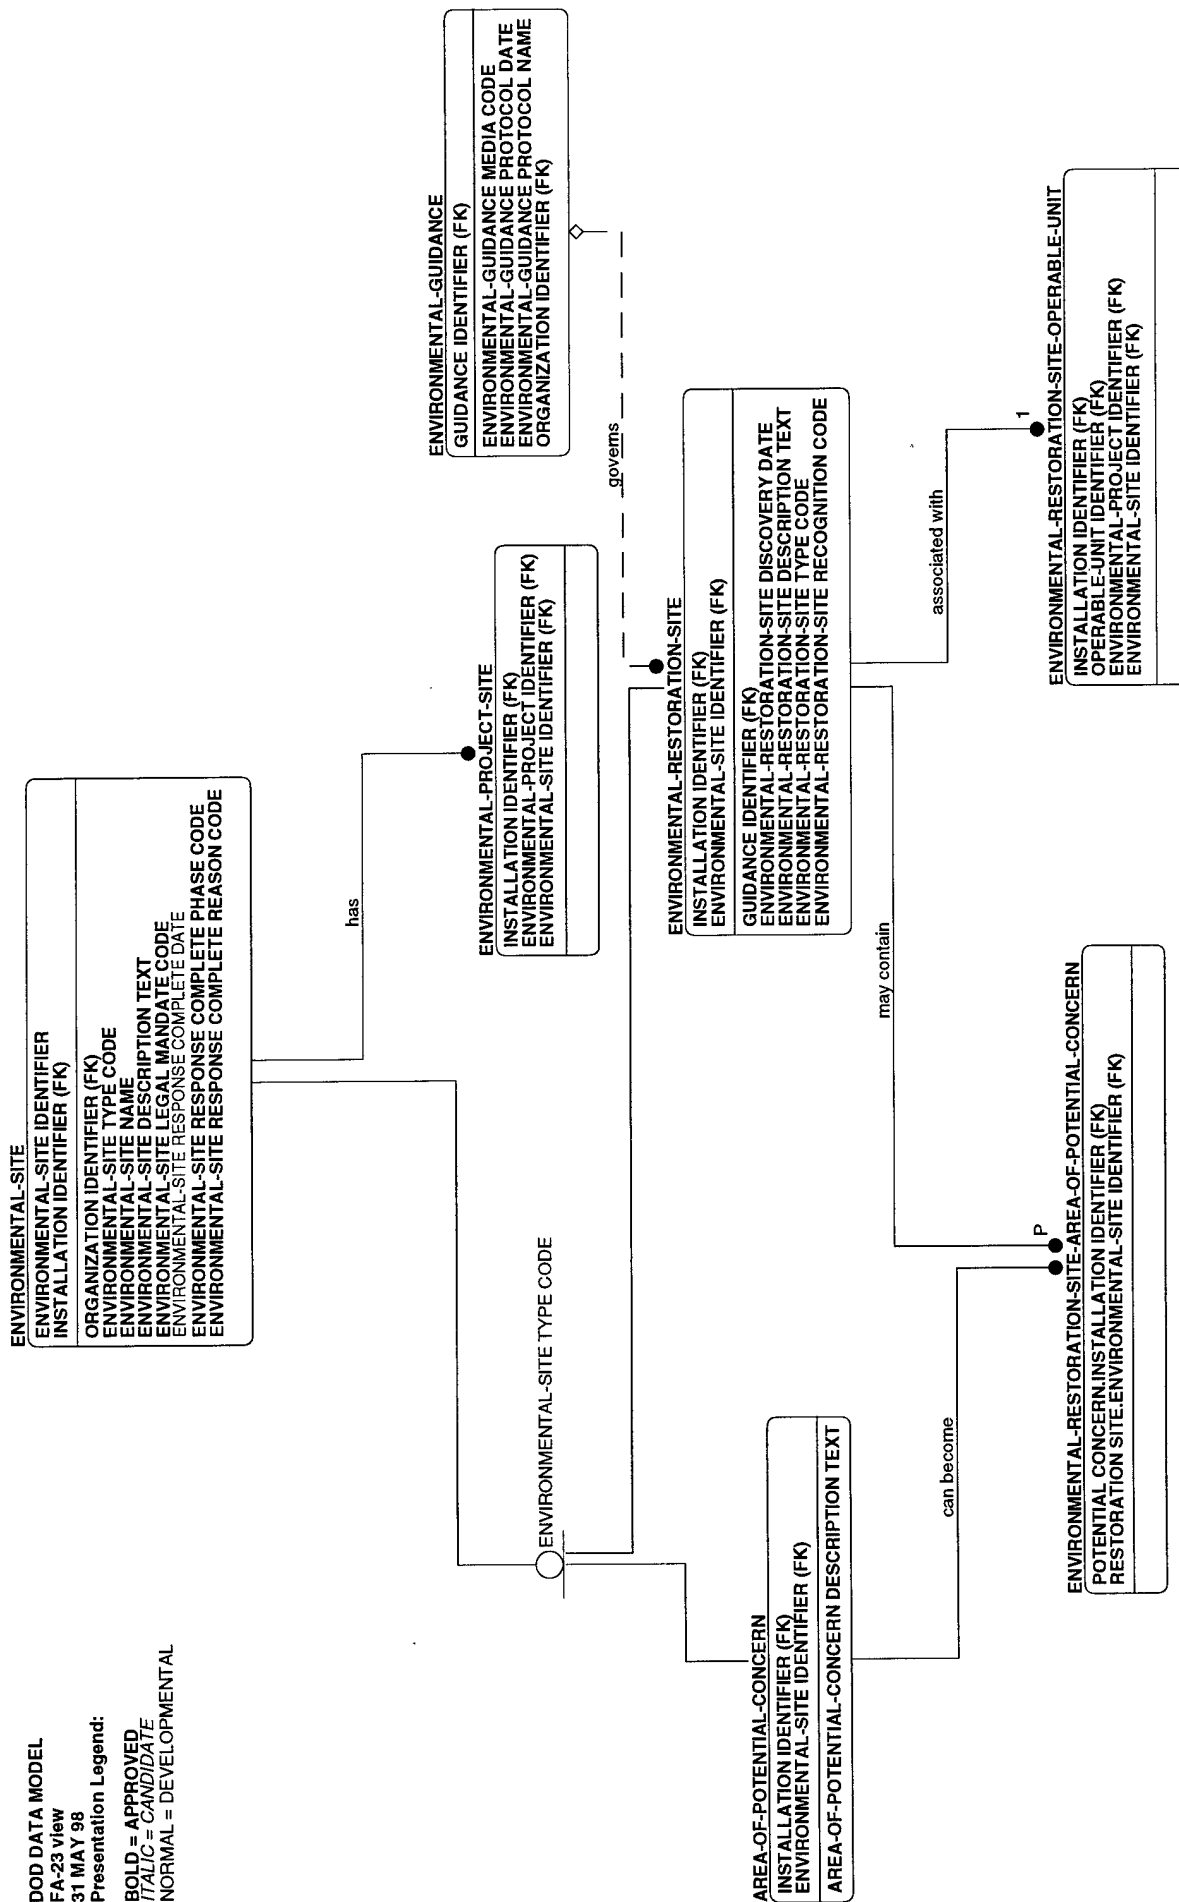 DOD DATA MODEL
FA-23 view
31 MAY 98
Presentation Legend:
BOLD = APPROVED
ITALIC = CANDIDATE
NORMAL = DEVELOPMENTAL
ENVIRONMENTAL-SITE
ENVIRONMENTAL-SITE IDENTIFIER
INSTALLATION IDENTIFIER (FK)
ORGANIZATION IDENTIFIER (FK)
ENVIRONMENTAL-SITE TYPE CODE
ENVIRONMENTAL-SITE NAME
ENVIRONMENTAL-SITE DESCRIPTION TEXT
ENVIRONMENTAL-SITE LEGAL MANDATE CODE
ENVIRONMENTAL-SITE RESPONSE COMPLETE DATE
ENVIRONMENTAL-SITE RESPONSE COMPLETE PHASE CODE
ENVIRONMENTAL-SITE RESPONSE COMPLETE REASON CODE
has
ENVIRONMENTAL-GUIDANCE
GUIDANCE IDENTIFIER (FK)
ENVIRONMENTAL-GUIDANCE MEDIA CODE
ENVIRONMENTAL-GUIDANCE PROTOCOL DATE
ENVIRONMENTAL-GUIDANCE PROTOCOL NAME
ORGANIZATION IDENTIFIER (FK)
ENVIRONMENTAL-PROJECT-SITE
INSTALLATION IDENTIFIER (FK)
ENVIRONMENTAL-PROJECT IDENTIFIER (FK)
ENVIRONMENTAL-SITE IDENTIFIER (FK)
ENVIRONMENTAL-SITE TYPE CODE
governs
ENVIRONMENTAL-RESTORATION-SITE
INSTALLATION IDENTIFIER (FK)
ENVIRONMENTAL-SITE IDENTIFIER (FK)
GUIDANCE IDENTIFIER (FK)
ENVIRONMENTAL-RESTORATION-SITE DISCOVERY DATE
ENVIRONMENTAL-RESTORATION-SITE DESCRIPTION TEXT
ENVIRONMENTAL-RESTORATION-SITE TYPE CODE
ENVIRONMENTAL-RESTORATION-SITE RECOGNITION CODE
AREA-OF-POTENTIAL-CONCERN
INSTALLATION IDENTIFIER (FK)
ENVIRONMENTAL-SITE IDENTIFIER (FK)
AREA-OF-POTENTIAL-CONCERN DESCRIPTION TEXT
can become
may contain
associated with
P
1
ENVIRONMENTAL-RESTORATION-SITE-AREA-OF-POTENTIAL-CONCERN
POTENTIAL CONCERN.INSTALLATION IDENTIFIER (FK)
RESTORATION SITE.ENVIRONMENTAL-SITE IDENTIFIER (FK)
ENVIRONMENTAL-RESTORATION-SITE-OPERABLE-UNIT
INSTALLATION IDENTIFIER (FK)
OPERABLE-UNIT IDENTIFIER (FK)
ENVIRONMENTAL-PROJECT IDENTIFIER (FK)
ENVIRONMENTAL-SITE IDENTIFIER (FK)